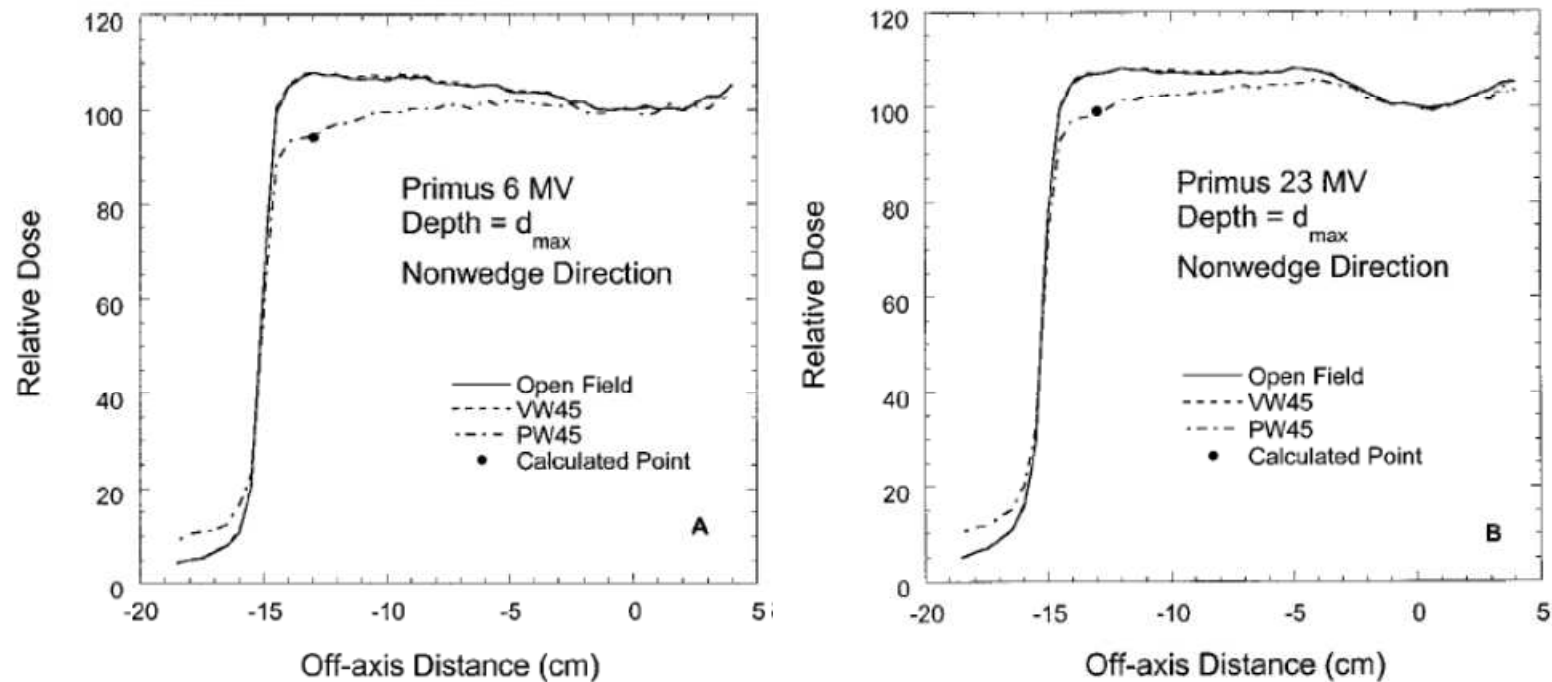 120
100
80
60
40
20
0
-20
-15
-10
-5
0
5
Relative Dose
Off-axis Distance (cm)
Primus 6 MV
Depth = dmax
Nonwedge Direction
Open Field
VW45
PW45
Calculated Point
A
120
100
80
60
40
20
0
-20
-15
-10
-5
0
5
Relative Dose
Off-axis Distance (cm)
Primus 23 MV
Depth = dmax
Nonwedge Direction
Open Field
VW45
PW45
Calculated Point
B